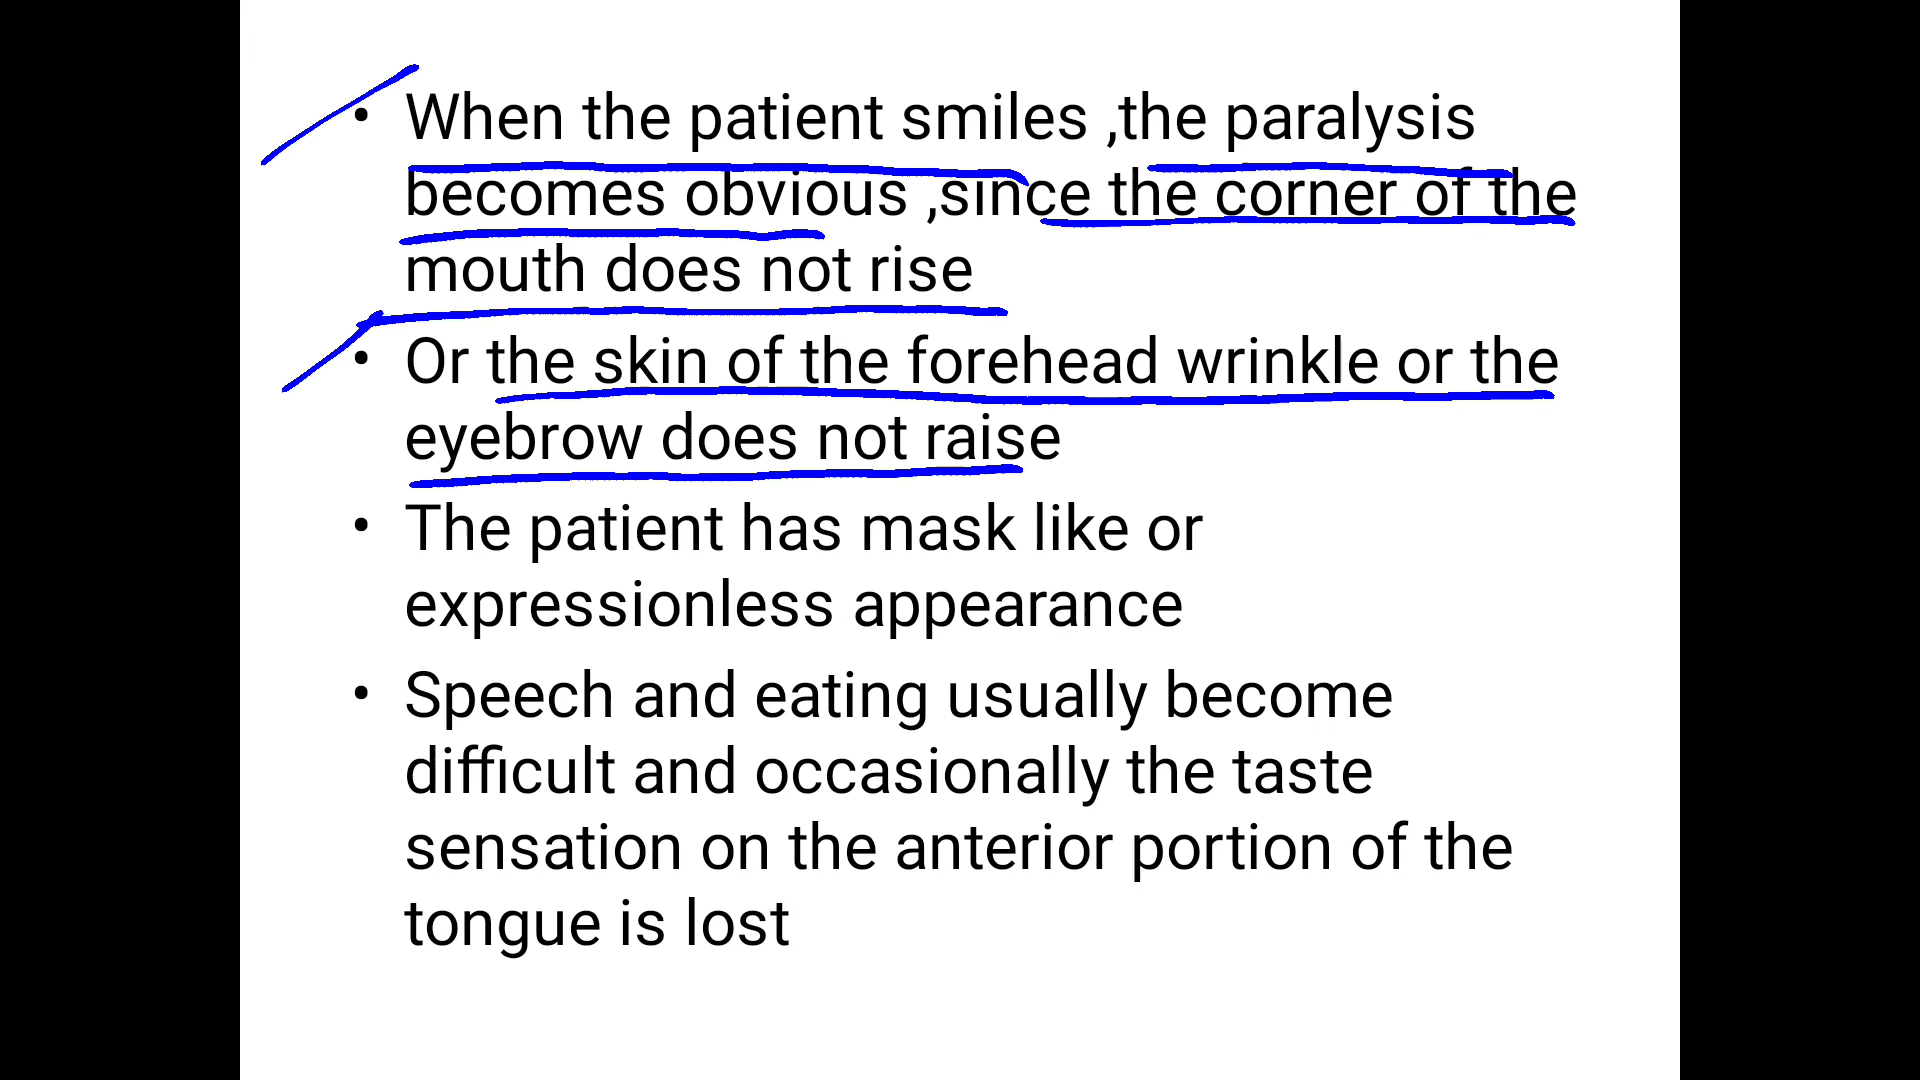 • When the patient smiles ,the paralysis
becomes obvious ,since the corner of the
mouth does not rise
• Or the skin of the forehead wrinkle or the
eyebrow does not raise
• The patient has mask like or
expressionless appearance
• Speech and eating usually become
difficult and occasionally the taste
sensation on the anterior portion of the
tongue is lost